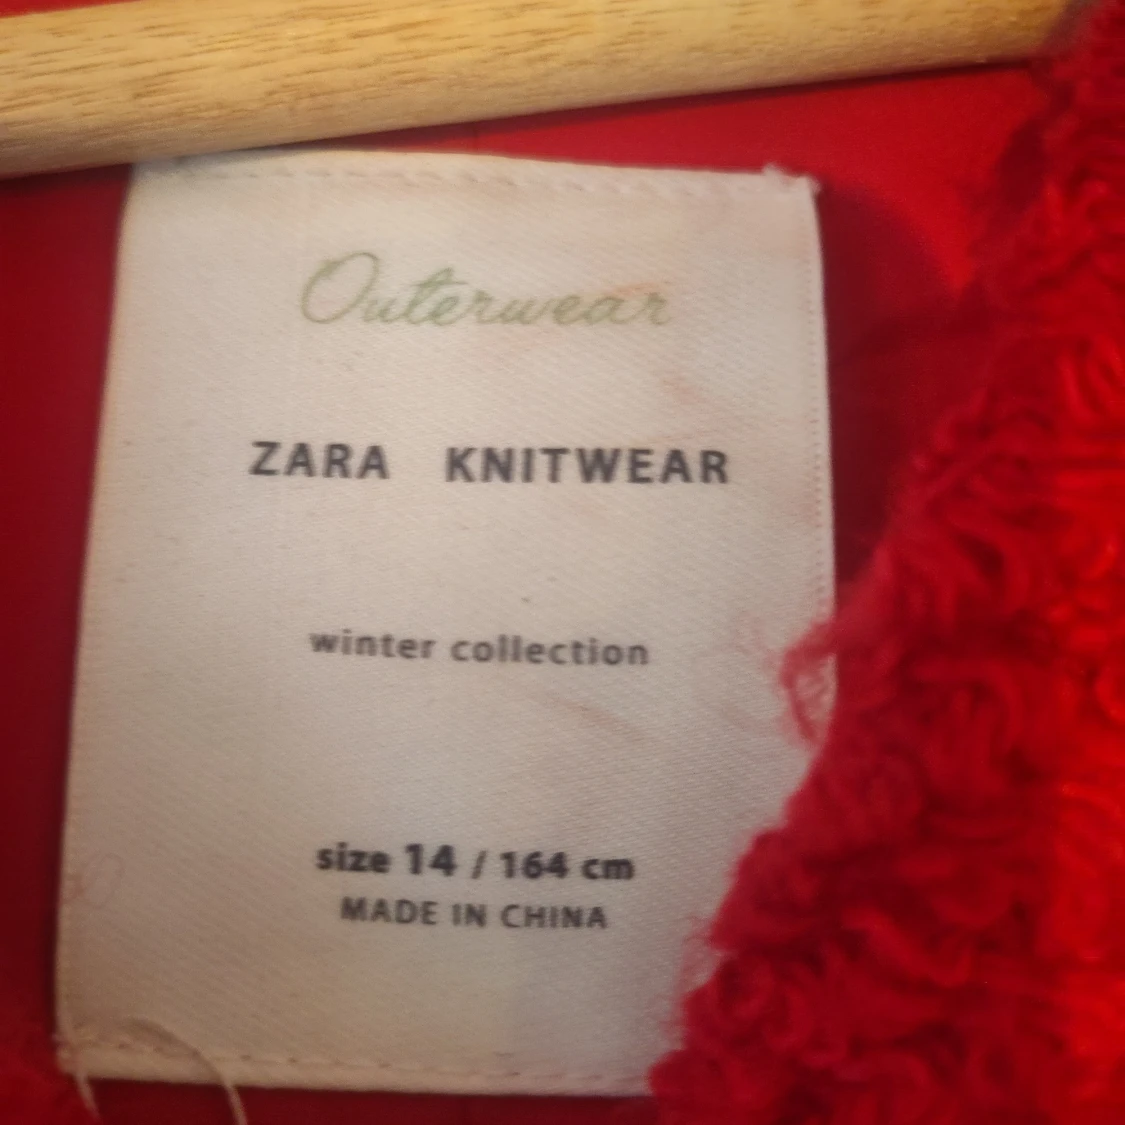 Outerwear
ZARA KNITWEAR
winter collection
size 14 / 164 cm
MADE IN CHINA